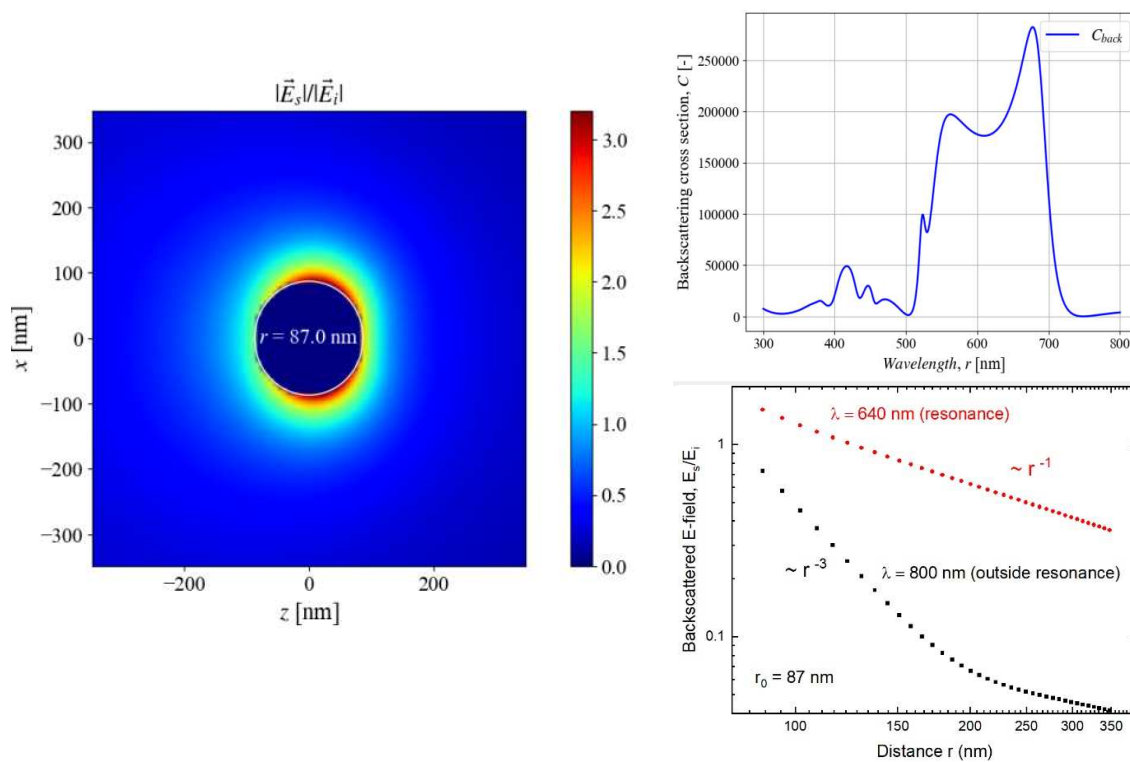 |E⃗s|/|E⃗i|
300
200
100
0
−100
−200
−300
x [nm]
r = 87.0 nm
−200
0
200
z [nm]
3.0
2.5
2.0
1.5
1.0
0.5
0.0
Cback
250000
200000
150000
100000
50000
0
Backscattering cross section, C [-]
300
400
500
600
700
800
Wavelength, r [nm]
λ = 640 nm (resonance)
~ r -1
1
Backscattered E-field, Es/Ei
~ r -3
λ = 800 nm (outside resonance)
0.1
r0 = 87 nm
100
150
200
250
300
350
Distance r (nm)